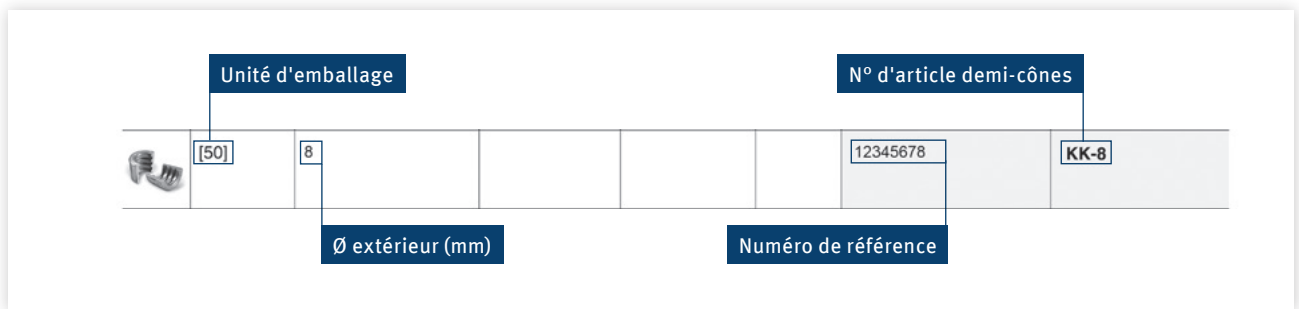 Unité d'emballage
N° d'article demi-cônes
[50]
8
12345678
KK-8
Ø extérieur (mm)
Numéro de référence